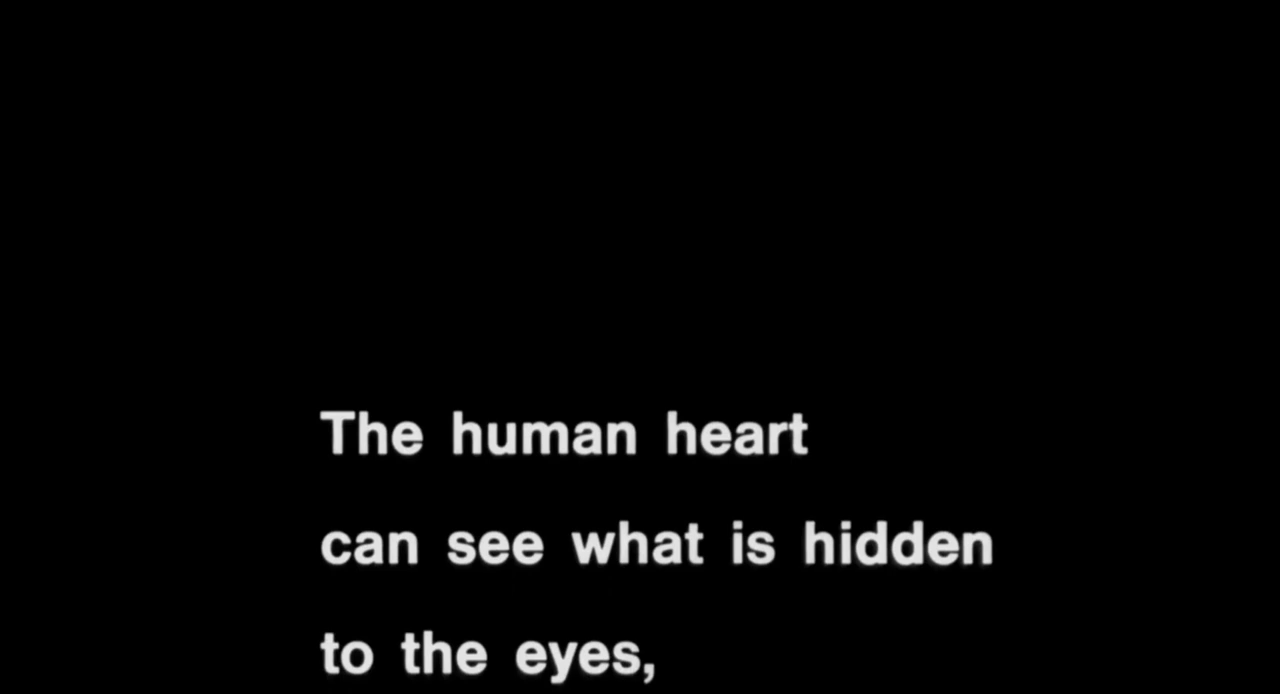 The human heart
can see what is hidden
to the eyes,